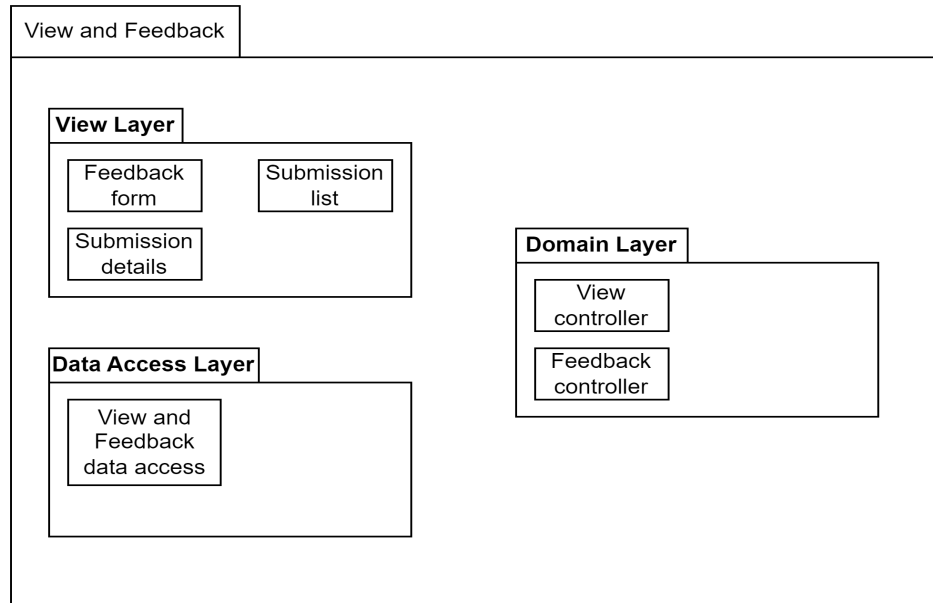 View and Feedback
View Layer
Feedback
form
Submission
list
Submission
details
Domain Layer
View
controller
Feedback
controller
Data Access Layer
View and
Feedback
data access